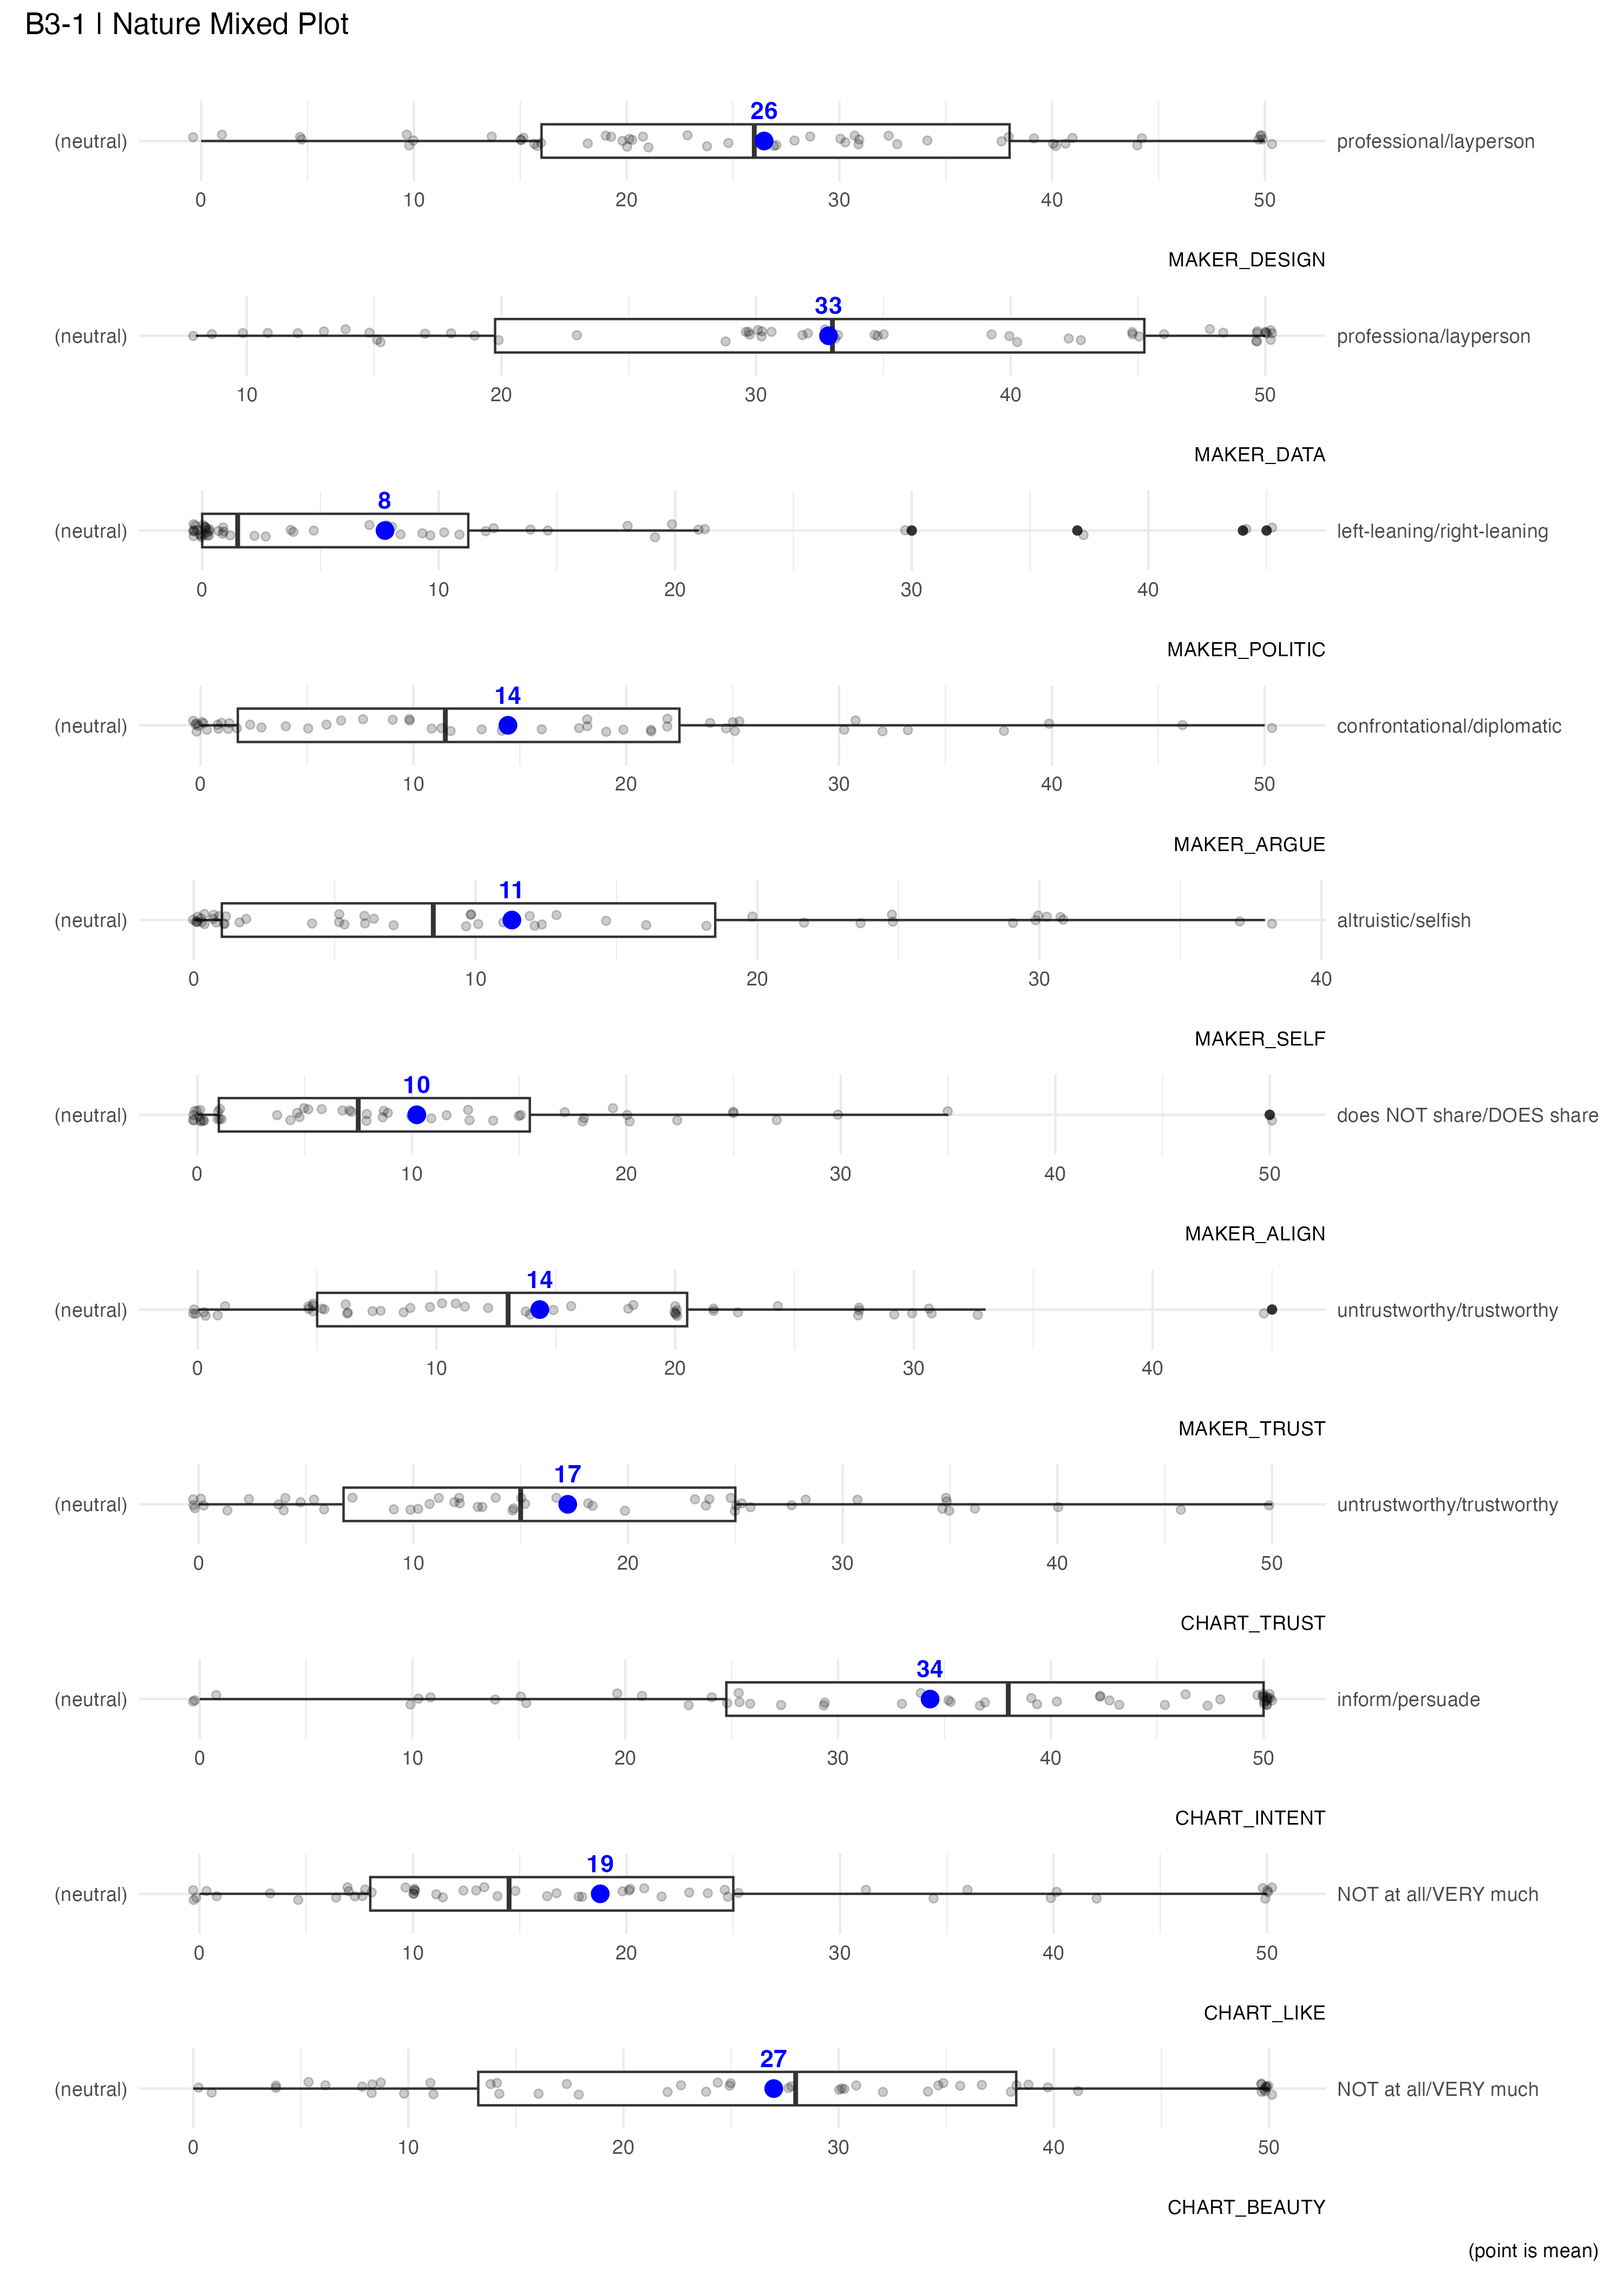 B3-1 | Nature Mixed Plot
26
(neutral) professional/layperson
0 10 20 30 40 50
MAKER_DESIGN
33
(neutral) professiona/layperson
10 20 30 40 50
MAKER_DATA
8
(neutral) left-leaning/right-leaning
0 10 20 30 40
MAKER_POLITIC
14
(neutral) confrontational/diplomatic
0 10 20 30 40 50
MAKER_ARGUE
11
(neutral) altruistic/selfish
0 10 20 30 40
MAKER_SELF
10
(neutral) does NOT share/DOES share
0 10 20 30 40 50
MAKER_ALIGN
14
(neutral) untrustworthy/trustworthy
0 10 20 30 40
MAKER_TRUST
17
(neutral) untrustworthy/trustworthy
0 10 20 30 40 50
CHART_TRUST
34
(neutral) inform/persuade
0 10 20 30 40 50
CHART_INTENT
19
(neutral) NOT at all/VERY much
0 10 20 30 40 50
CHART_LIKE
27
(neutral) NOT at all/VERY much
0 10 20 30 40 50
CHART_BEAUTY
(point is mean)